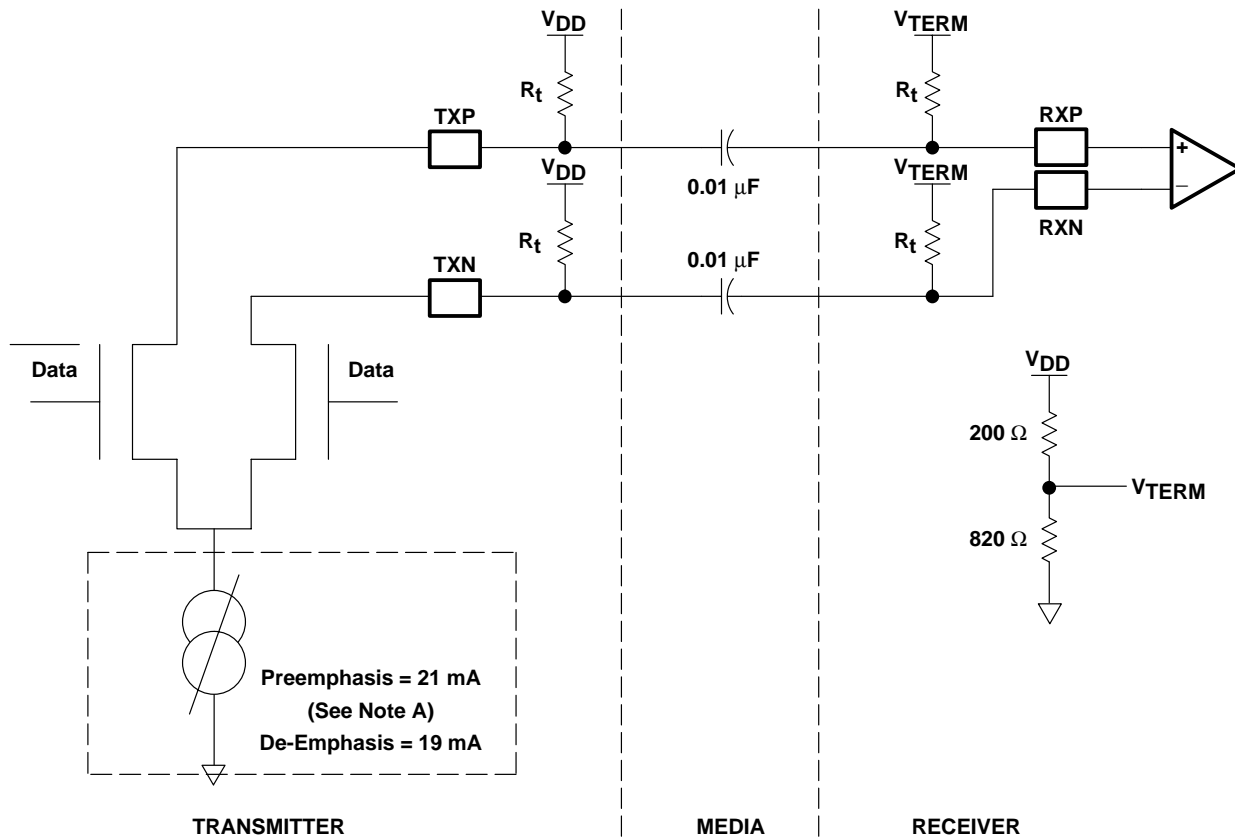 VDD
VTERM
Rt
Rt
TXP
RXP
VDD
VTERM
+
0.01 μF
–
Rt
Rt
RXN
TXN
0.01 μF
Data
Data
VDD
200 Ω
VTERM
820 Ω
Preemphasis = 21 mA
(See Note A)
De-Emphasis = 19 mA
TRANSMITTER
MEDIA
RECEIVER